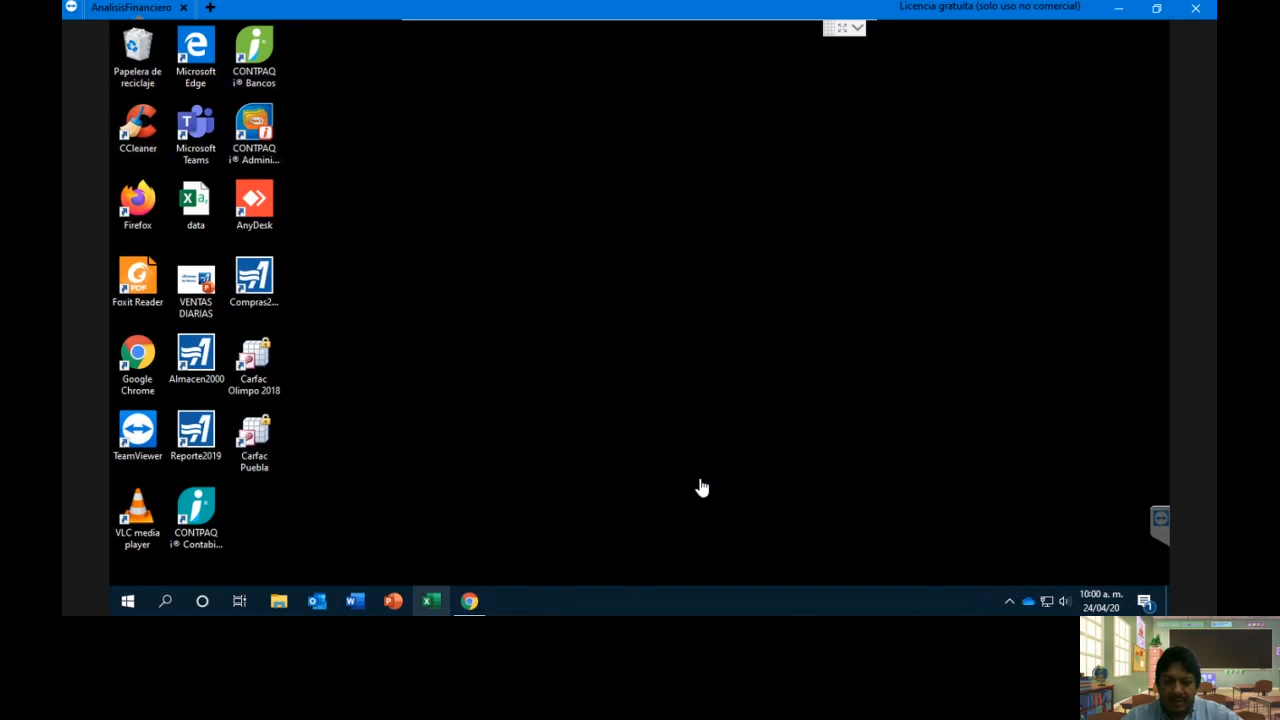 AnalisisFinanciero
Licencia gratuita (solo uso no comercial)
Papelera de
reciclaje
Microsoft
Edge
CONTPAQ
i® Bancos
CCleaner
Microsoft
Teams
CONTPAQ
i® Admini...
Firefox
data
AnyDesk
Foxit Reader
VENTAS
DIARIAS
Compras2...
Google
Chrome
Almacen2000
Carfac
Olimpo 2018
TeamViewer
Reporte2019
Carfac
Puebla
VLC media
player
CONTPAQ
i® Contabi...
10:00 a. m.
24/04/20